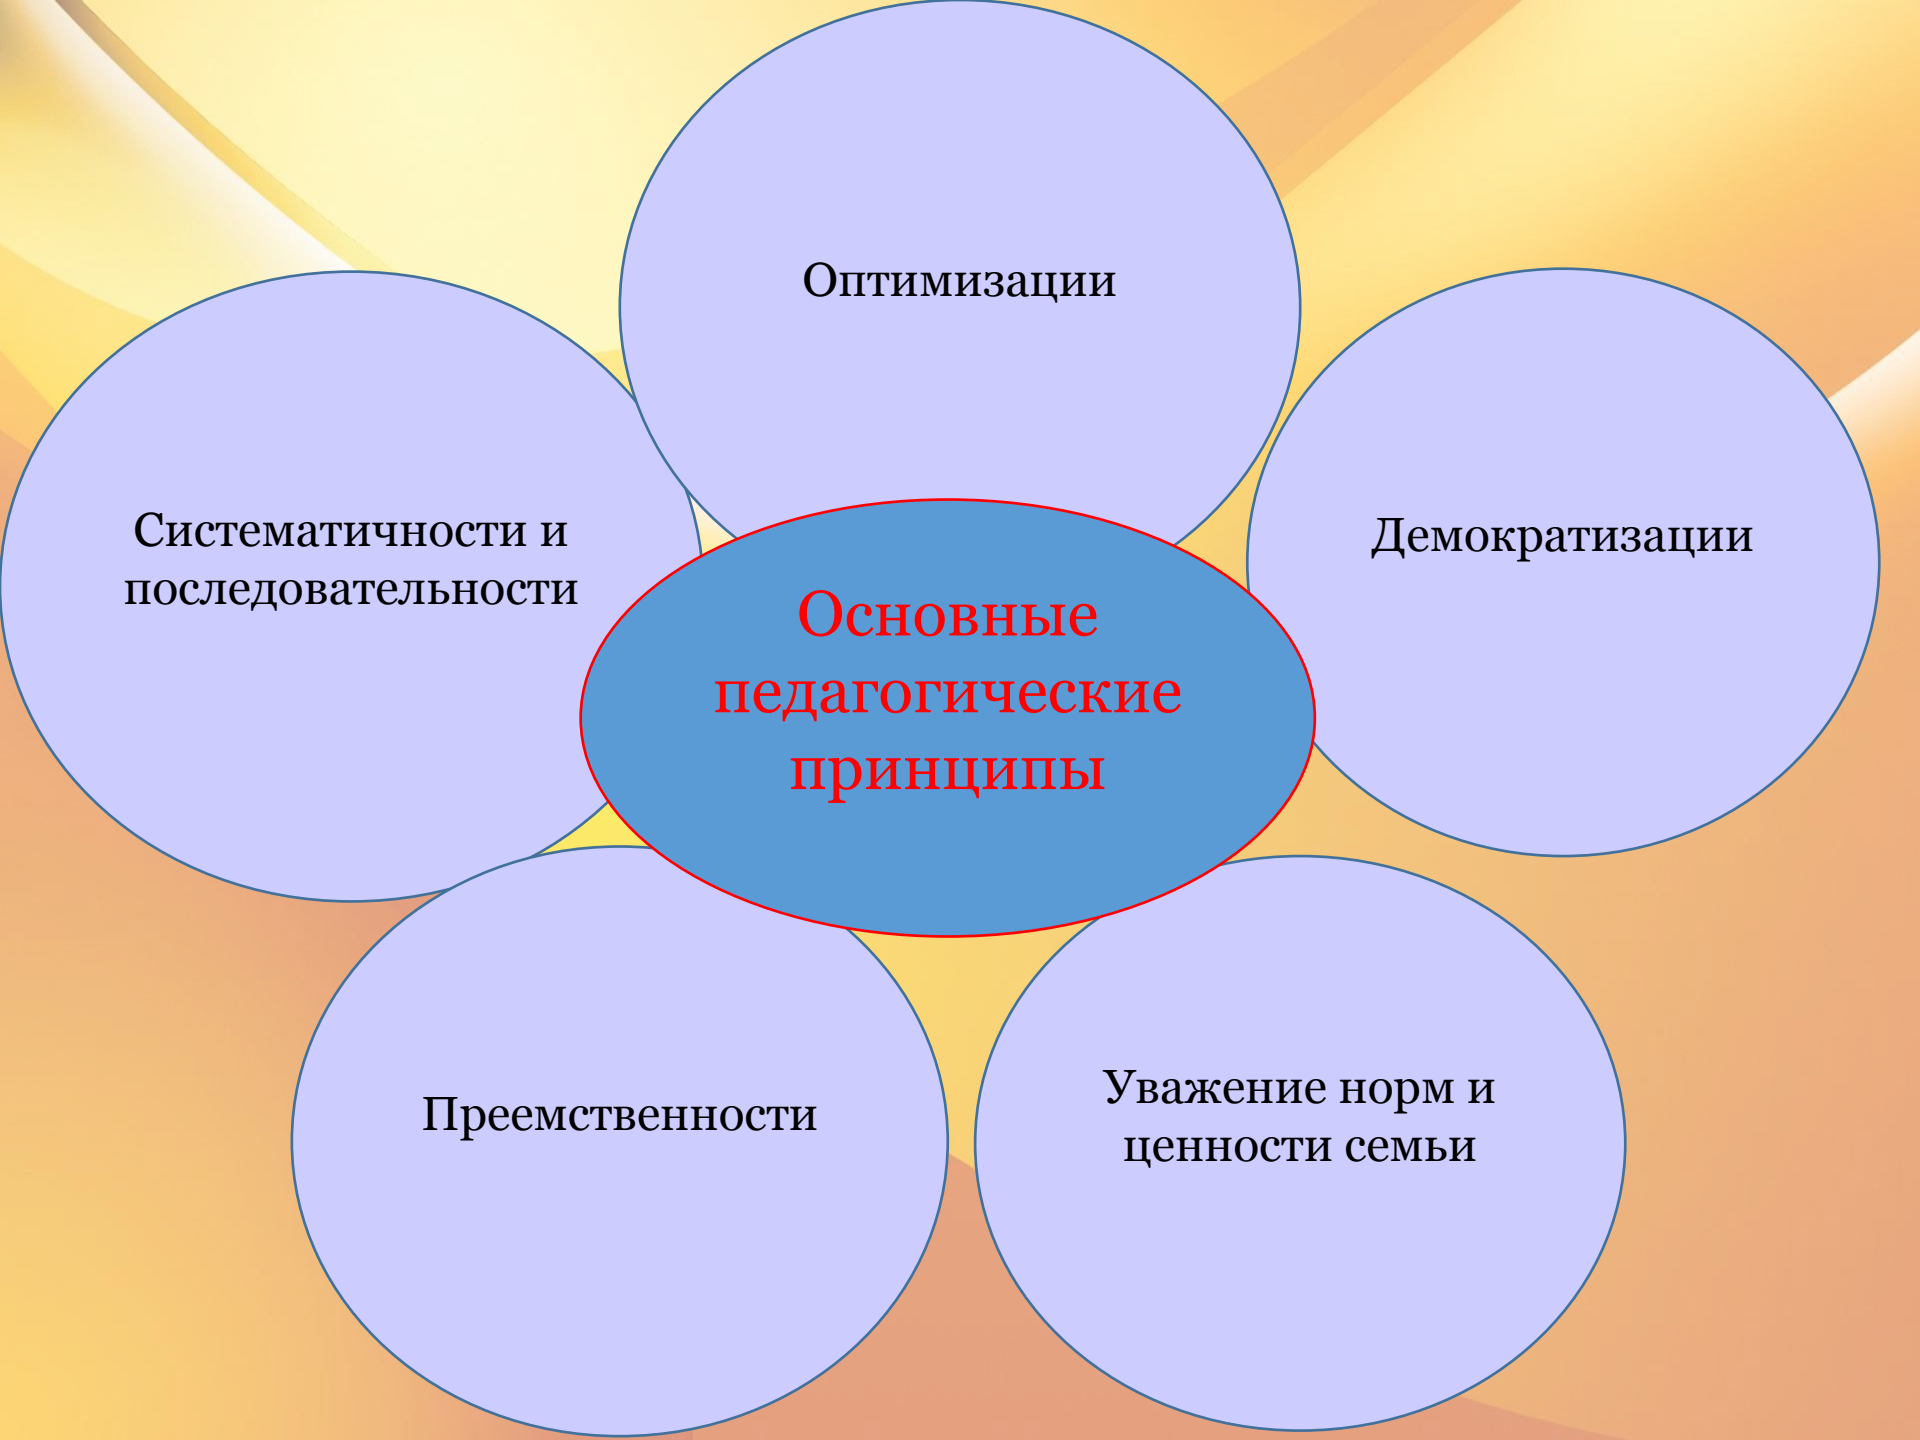 Оптимизации
Систематичности и
последовательности
Демократизации
Основные
педагогические
принципы
Преемственности
Уважение норм и
ценности семьи